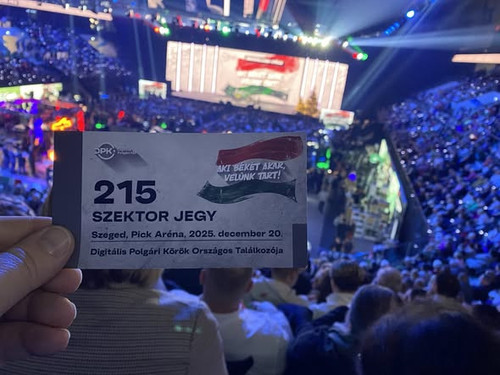 DPK
AKI BÉKÉT AKAR,
VELÜNK TART!
215
SZEKTOR JEGY
Szeged, Pick Aréna, 2025. december 20.
Digitális Polgári Körök Országos Találkozója